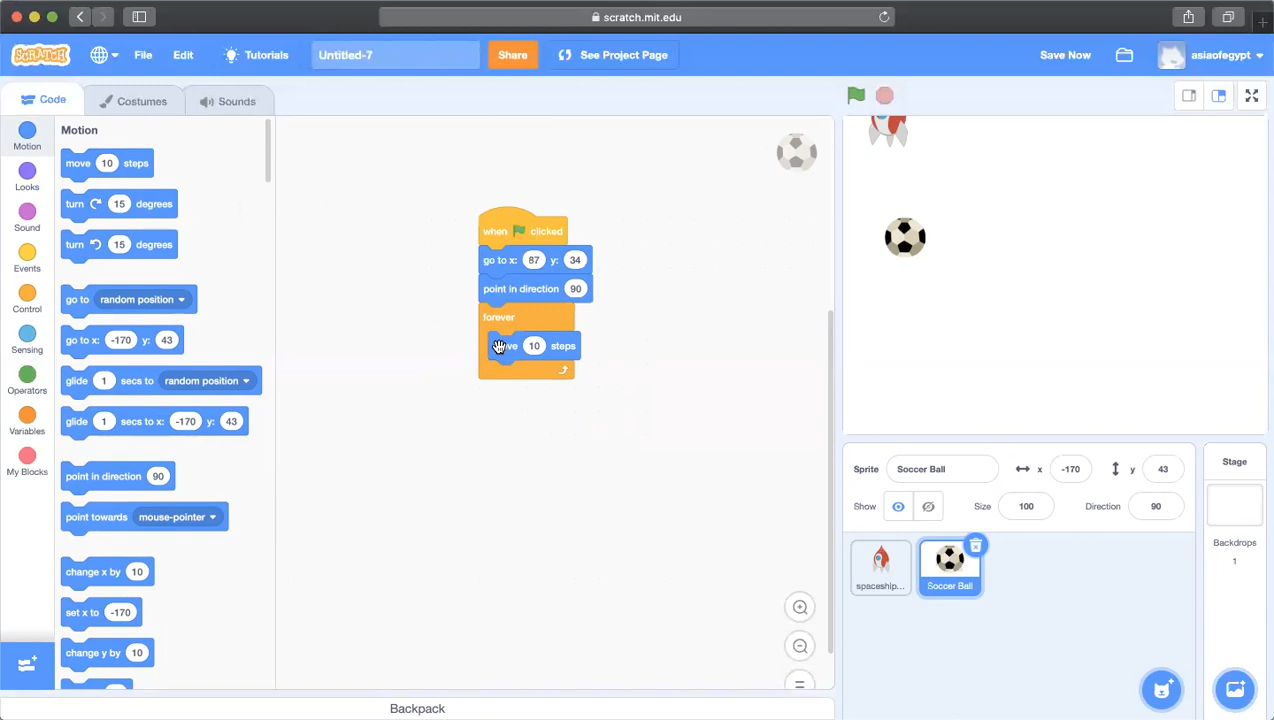 scratch.mit.edu
SCRATCH File Edit Tutorials Untitled-7 Share See Project Page Save Now asiaofegypt
Code Costumes Sounds
Motion
Looks
Sound
Events
Control
Sensing
Operators
Variables
My Blocks
Motion
move 10 steps
turn 15 degrees
turn 15 degrees
go to random position
go to x: -170 y: 43
glide 1 secs to random position
glide 1 secs to x: -170 y: 43
point in direction 90
point towards mouse-pointer
change x by 10
set x to -170
change y by 10
when clicked
go to x: 87 y: 34
point in direction 90
forever
10 steps
Sprite Soccer Ball x -170 y 43
Show Size 100 Direction 90
spaceship...
Soccer Ball
Stage
Backdrops
1
Backpack